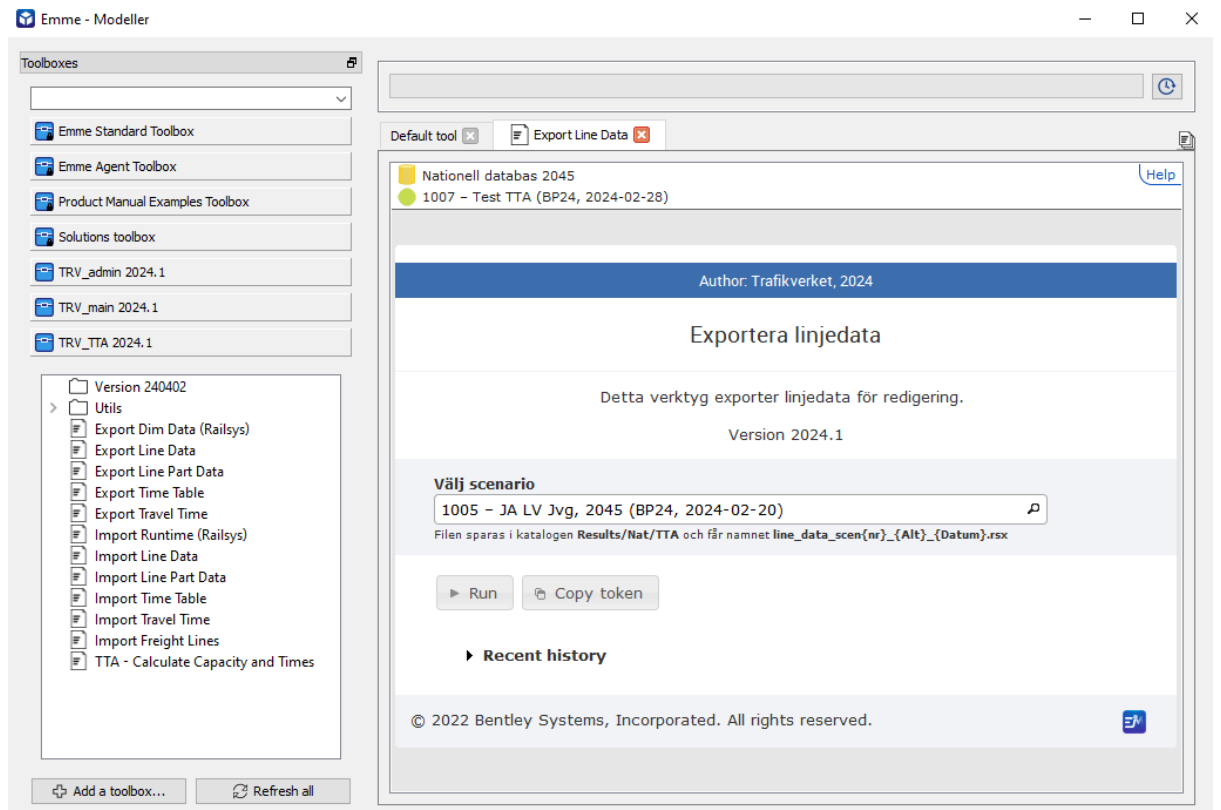 Emme - Modeller
Toolboxes
Emme Standard Toolbox
Emme Agent Toolbox
Product Manual Examples Toolbox
Solutions toolbox
TRV_admin 2024.1
TRV_main 2024.1
TRV_TTA 2024.1
Version 240402
Utils
Export Dim Data (Railsys)
Export Line Data
Export Line Part Data
Export Time Table
Export Travel Time
Import Runtime (Railsys)
Import Line Data
Import Line Part Data
Import Time Table
Import Travel Time
Import Freight Lines
TTA - Calculate Capacity and Times
Add a toolbox...
Refresh all
Default tool
Export Line Data
Nationell databas 2045
Help
1007 – Test TTA (BP24, 2024-02-28)
Author: Trafikverket, 2024
Exportera linjedata
Detta verktyg exporter linjedata för redigering.
Version 2024.1
Välj scenario
1005 – JA LV Jvg, 2045 (BP24, 2024-02-20)
Filen sparas i katalogen Results/Nat/TTA och får namnet line_data_scen{nr}_{Alt}_{Datum}.rsx
Run
Copy token
Recent history
© 2022 Bentley Systems, Incorporated. All rights reserved.